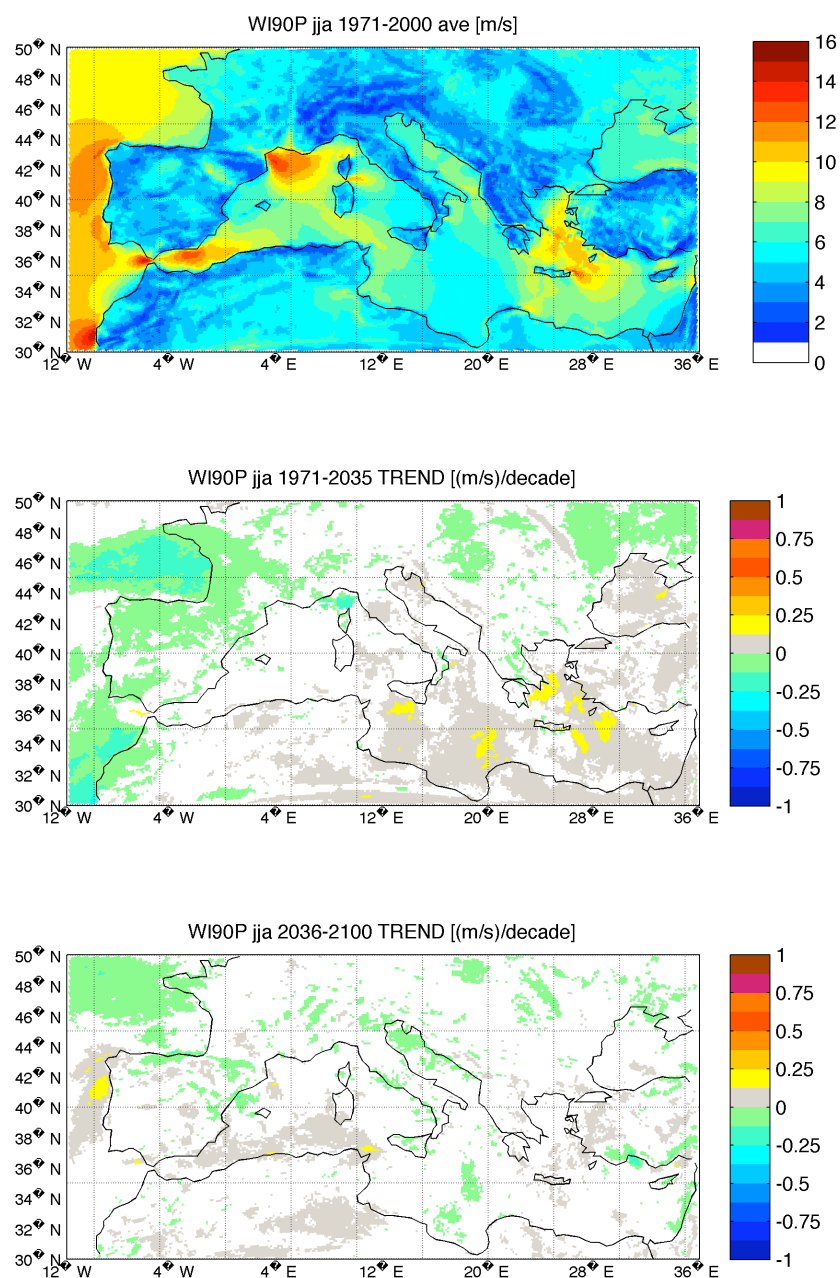 WI90P jja 1971-2000 ave [m/s]
50� N
48� N
46� N
44� N
42� N
40� N
38� N
36� N
34� N
32� N
30� N
12� W
4� W
4� E
12� E
20� E
28� E
36� E
16
14
12
10
8
6
4
2
0
WI90P jja 1971-2035 TREND [(m/s)/decade]
50� N
48� N
46� N
44� N
42� N
40� N
38� N
36� N
34� N
32� N
30� N
12� W
4� W
4� E
12� E
20� E
28� E
36� E
1
0.75
0.5
0.25
0
-0.25
-0.5
-0.75
-1
WI90P jja 2036-2100 TREND [(m/s)/decade]
50� N
48� N
46� N
44� N
42� N
40� N
38� N
36� N
34� N
32� N
30� N
12� W
4� W
4� E
12� E
20� E
28� E
36� E
1
0.75
0.5
0.25
0
-0.25
-0.5
-0.75
-1